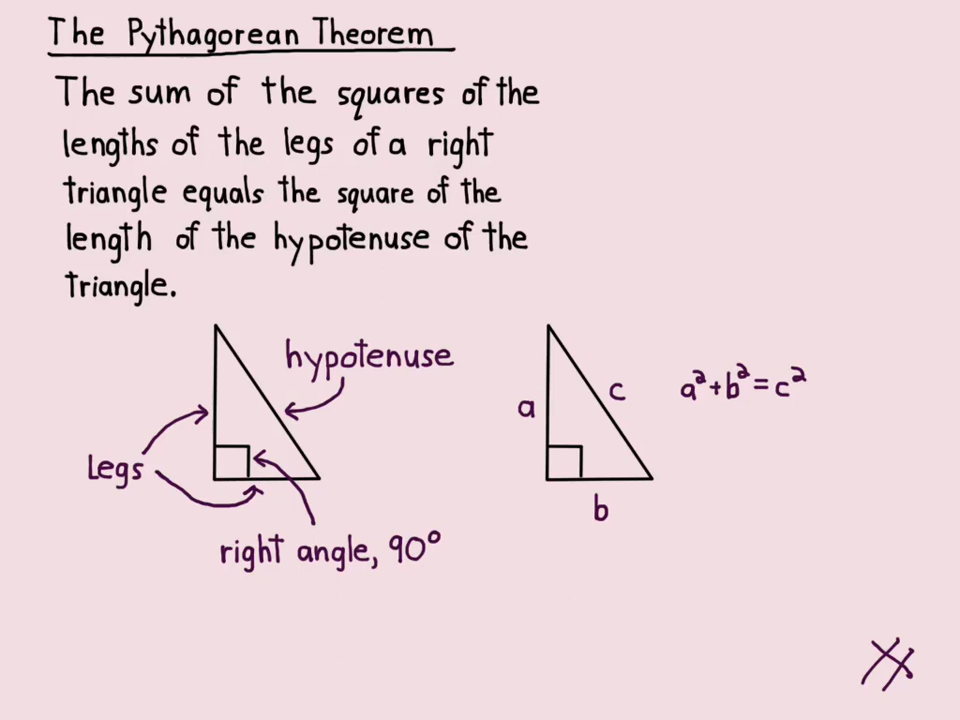 The Pythagorean Theorem
The sum of the squares of the
lengths of the legs of a right
triangle equals the square of the
length of the hypotenuse of the
triangle.
hypotenuse
Legs
right angle, 90°
a
c
b
a²+b²=c²